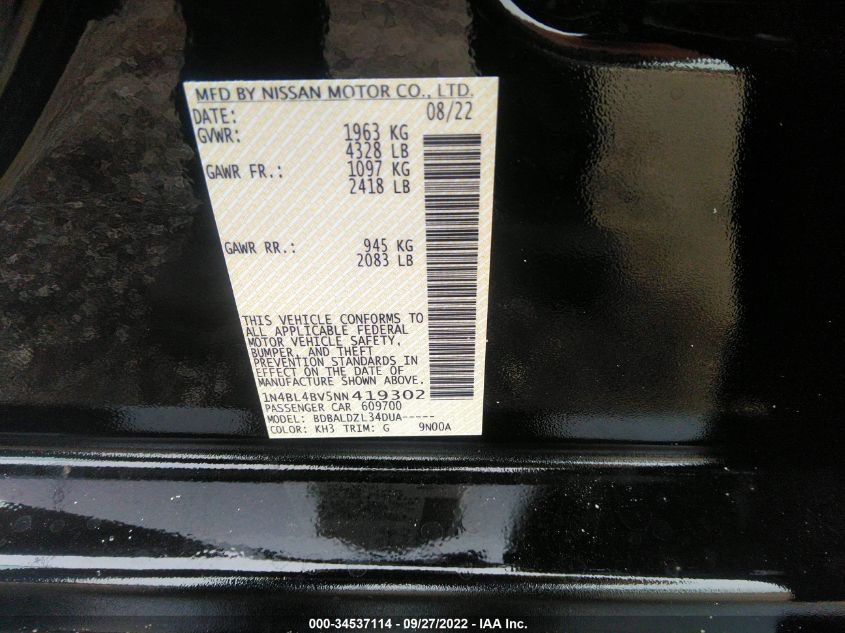 MFD BY NISSAN MOTOR CO., LTD.
DATE: 08/22
GVWR: 1963 KG
4328 LB
GAWR FR.: 1097 KG
2418 LB
GAWR RR.: 945 KG
2083 LB
THIS VEHICLE CONFORMS TO
ALL APPLICABLE FEDERAL
MOTOR VEHICLE SAFETY,
BUMPER, AND THEFT
PREVENTION STANDARDS IN
EFFECT ON THE DATE OF
MANUFACTURE SHOWN ABOVE.
1N4BL4BV5NN419302
PASSENGER CAR 609700
MODEL: BDBALDZL34DUA-----
COLOR: KH3 TRIM: G 9N00A
000-34537114 - 09/27/2022 - IAA Inc.